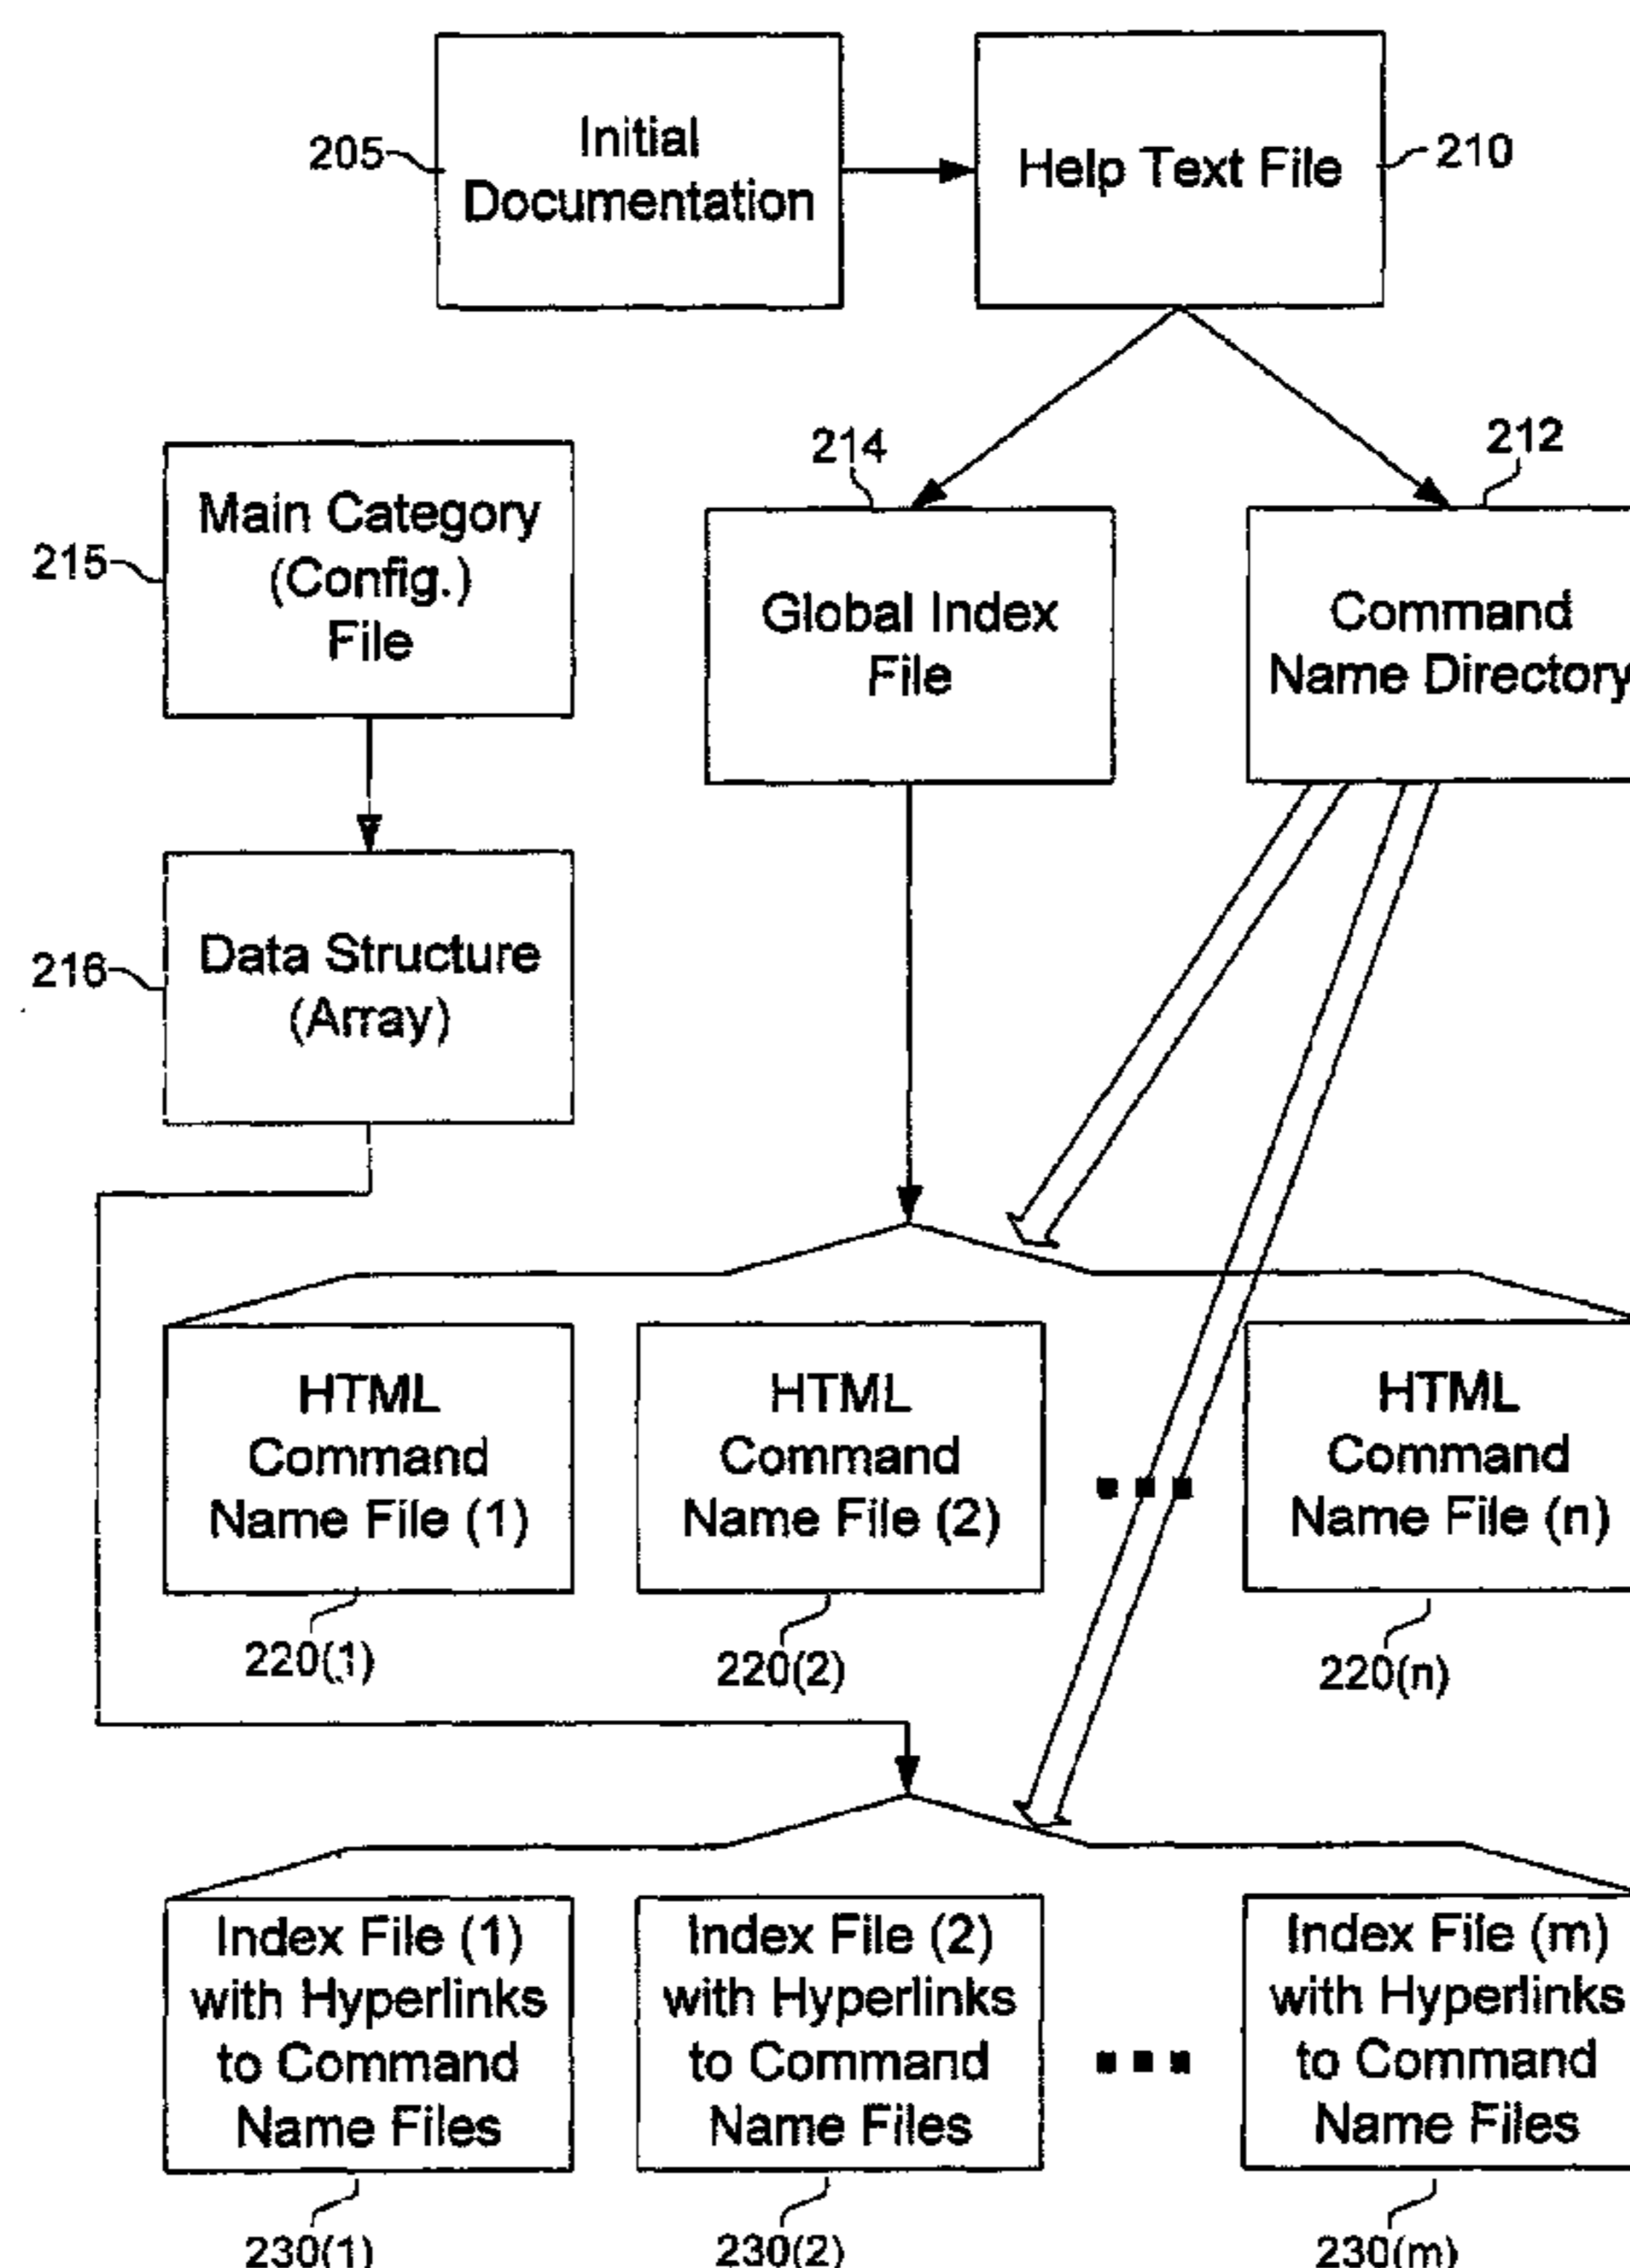 Initial
Documentation
205
Help Text File
210
Main Category
(Config.)
File
215
214
Global Index
File
212
Command
Name Directory
Data Structure
(Array)
216
HTML
Command
Name File (1)
220(1)
HTML
Command
Name File (2)
220(2)
HTML
Command
Name File (n)
220(n)
Index File (1)
with Hyperlinks
to Command
Name Files
230(1)
Index File (2)
with Hyperlinks
to Command
Name Files
230(2)
Index File (m)
with Hyperlinks
to Command
Name Files
230(m)